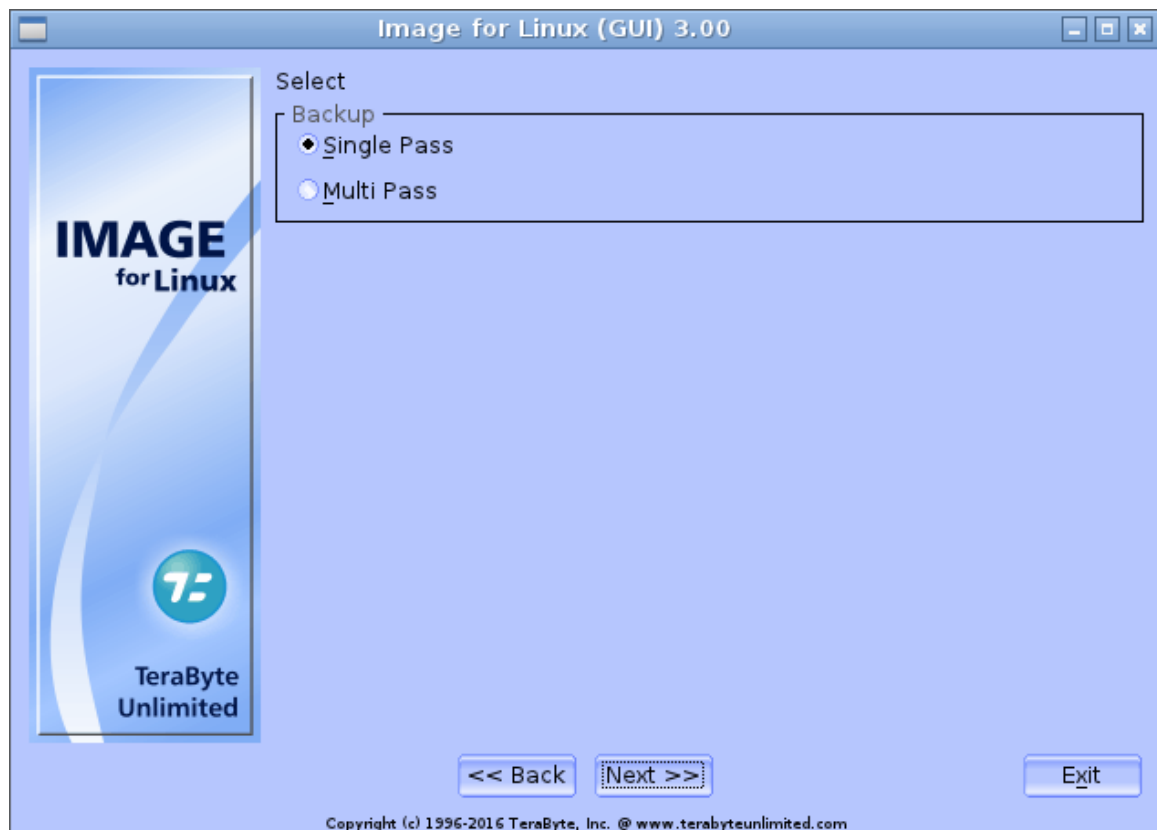 Image for Linux (GUI) 3.00
Select
Backup
Single Pass
Multi Pass
IMAGE
for Linux
TeraByte
Unlimited
<< Back
Next >>
Exit
Copyright (c) 1996-2016 TeraByte, Inc. @ www.terabyteunlimited.com